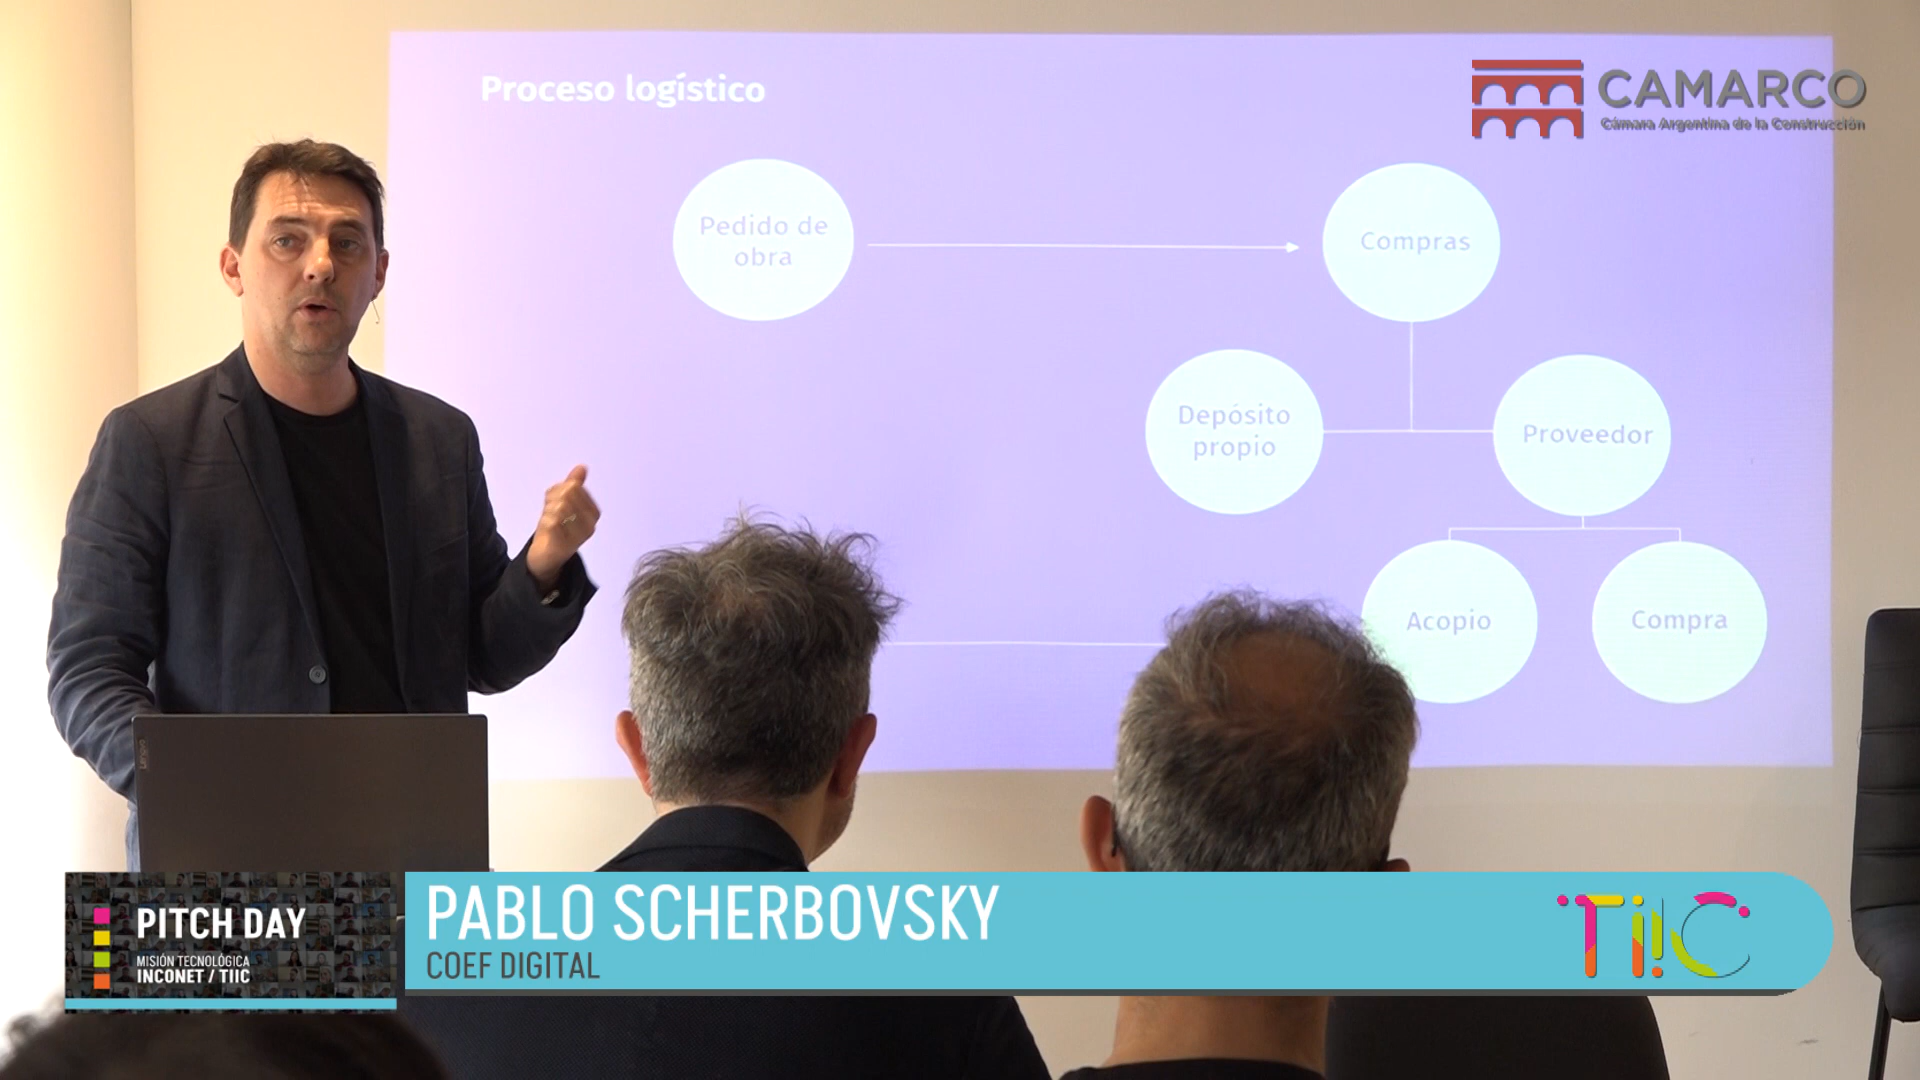 Proceso logístico
CAMARCO
Cámara Argentina de la Construcción
Pedido de
obra
Compras
Depósito
propio
Proveedor
Acopio
Compra
Lenovo
PITCH DAY
MISIÓN TECNOLÓGICA
INCONET / TIIC
PABLO SCHERBOVSKY
COEF DIGITAL
TiiC